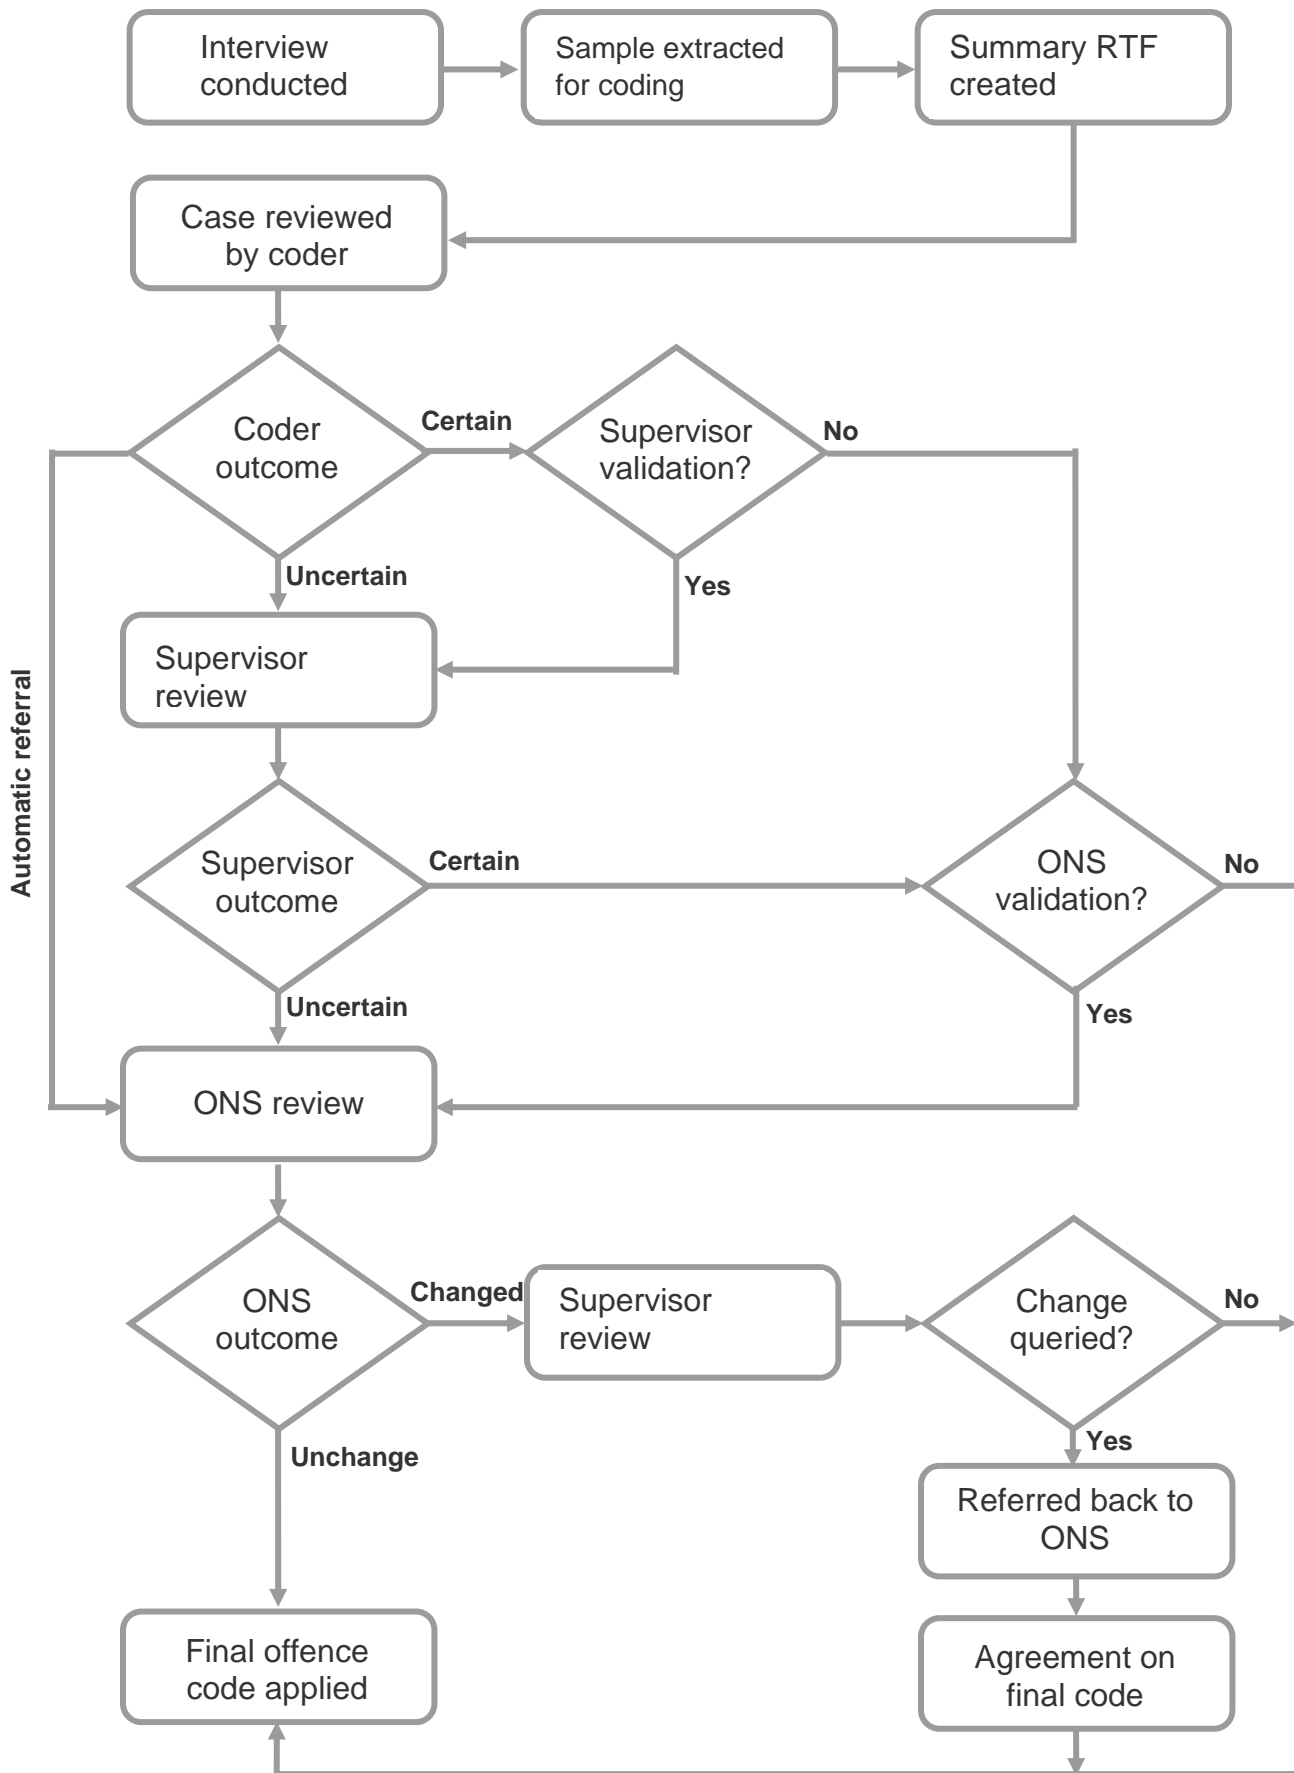 Interview
conducted
Sample extracted
for coding
Summary RTF
created
Case reviewed
by coder
Coder
outcome
Certain
Supervisor
validation?
No
Uncertain
Yes
Supervisor
review
Automatic referral
Supervisor
outcome
Certain
ONS
validation?
No
Uncertain
Yes
ONS review
ONS
outcome
Changed
Supervisor
review
Change
queried?
No
Unchange
Yes
Referred back to
ONS
Final offence
code applied
Agreement on
final code